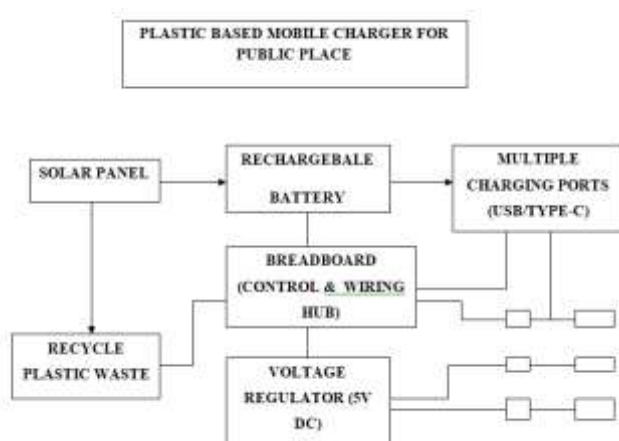 PLASTIC BASED MOBILE CHARGER FOR
PUBLIC PLACE
SOLAR PANEL
RECHARGEBALE
BATTERY
MULTIPLE
CHARGING PORTS
(USB/TYPE-C)
BREADBOARD
(CONTROL & WIRING
HUB)
RECYCLE
PLASTIC WASTE
VOLTAGE
REGULATOR (5V
DC)